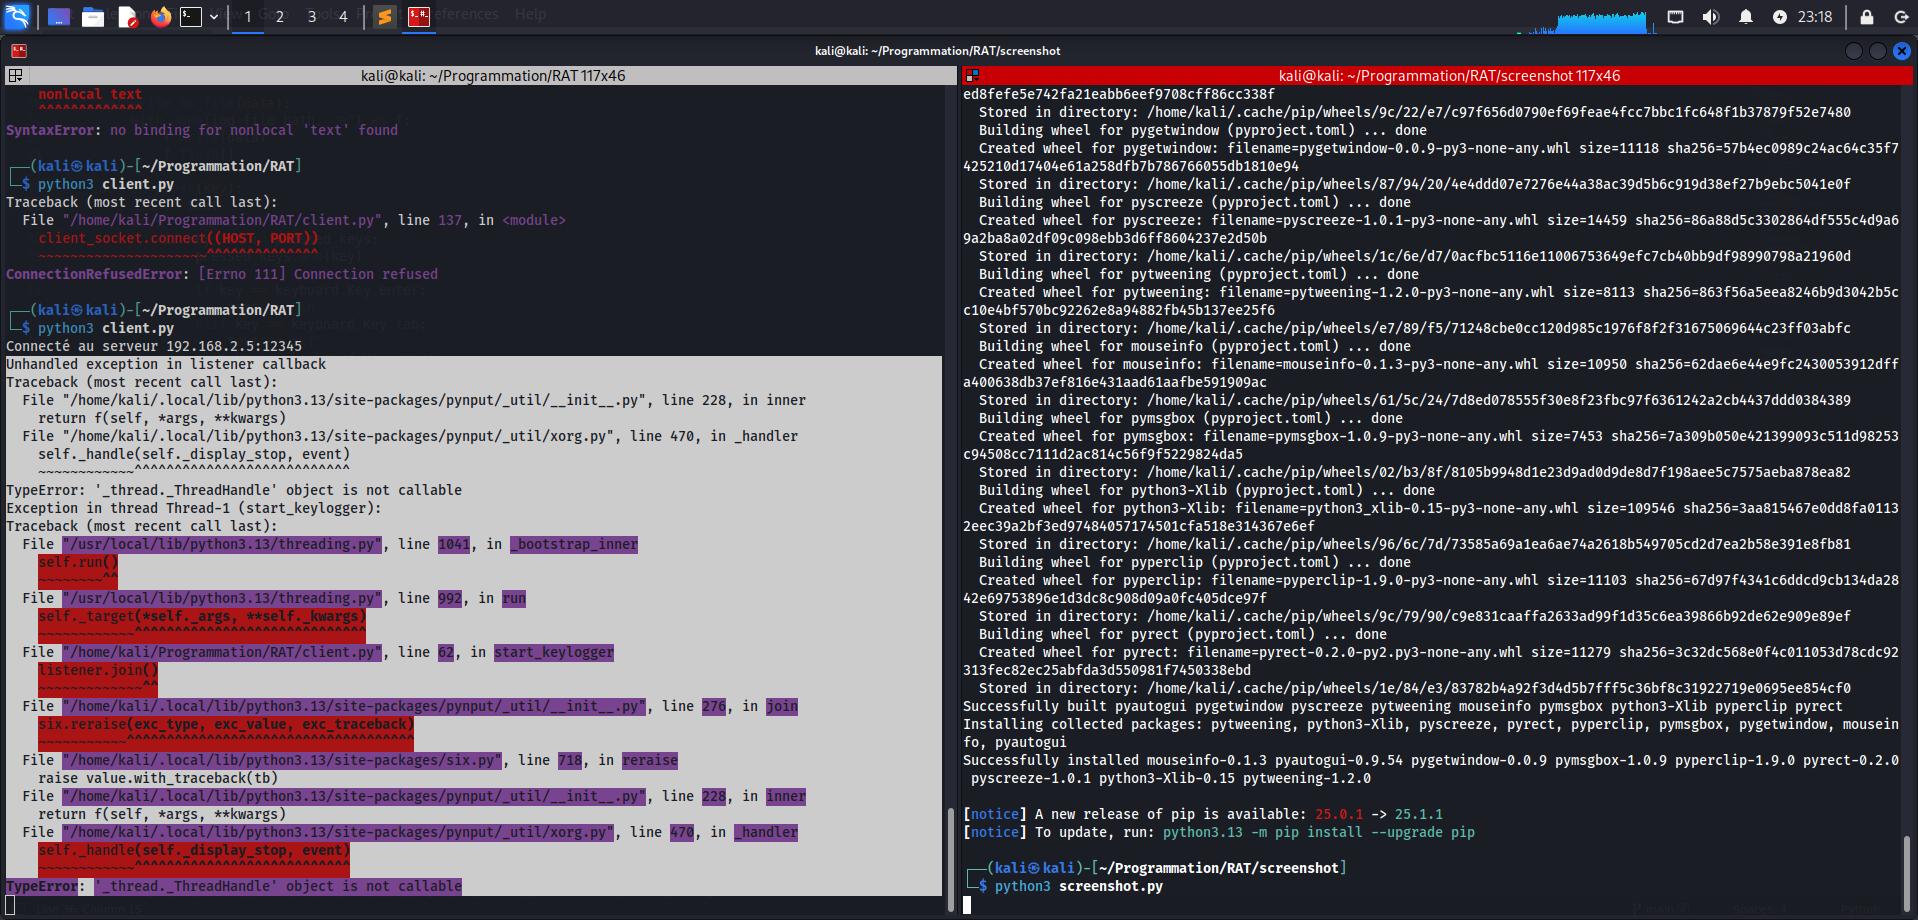 1 2 3 4
23:18
kali@kali: ~/Programmation/RAT/screenshot
kali@kali: ~/Programmation/RAT 117x46
nonlocal text
^^^^^^^^^^^^^
SyntaxError: no binding for nonlocal 'text' found
┌──(kali㉿kali)-[~/Programmation/RAT]
└─$ python3 client.py
Traceback (most recent call last):
File "/home/kali/Programmation/RAT/client.py", line 137, in <module>
client_socket.connect((HOST, PORT))
~~~~~~~~~~~~~~~~~~~~~^^^^^^^^^^^^^^
ConnectionRefusedError: [Errno 111] Connection refused
┌──(kali㉿kali)-[~/Programmation/RAT]
└─$ python3 client.py
Connecté au serveur 192.168.2.5:12345
Unhandled exception in listener callback
Traceback (most recent call last):
File "/home/kali/.local/lib/python3.13/site-packages/pynput/_util/__init__.py", line 228, in inner
return f(self, *args, **kwargs)
File "/home/kali/.local/lib/python3.13/site-packages/pynput/_util/xorg.py", line 470, in _handler
self._handle(self._display_stop, event)
~~~~~~~~~~~~^^^^^^^^^^^^^^^^^^^^^^^^^^^
TypeError: '_thread._ThreadHandle' object is not callable
Exception in thread Thread-1 (start_keylogger):
Traceback (most recent call last):
File "/usr/local/lib/python3.13/threading.py", line 1041, in _bootstrap_inner
self.run()
~~~~~~~~^^
File "/usr/local/lib/python3.13/threading.py", line 992, in run
self._target(*self._args, **self._kwargs)
~~~~~~~~~~~~^^^^^^^^^^^^^^^^^^^^^^^^^^^^^
File "/home/kali/Programmation/RAT/client.py", line 62, in start_keylogger
listener.join()
~~~~~~~~~~~~~^^
File "/home/kali/.local/lib/python3.13/site-packages/pynput/_util/__init__.py", line 276, in join
six.reraise(exc_type, exc_value, exc_traceback)
~~~~~~~~~~~^^^^^^^^^^^^^^^^^^^^^^^^^^^^^^^^^^^^
File "/home/kali/.local/lib/python3.13/site-packages/six.py", line 718, in reraise
raise value.with_traceback(tb)
File "/home/kali/.local/lib/python3.13/site-packages/pynput/_util/__init__.py", line 228, in inner
return f(self, *args, **kwargs)
File "/home/kali/.local/lib/python3.13/site-packages/pynput/_util/xorg.py", line 470, in _handler
self._handle(self._display_stop, event)
~~~~~~~~~~~~^^^^^^^^^^^^^^^^^^^^^^^^^^^
TypeError: '_thread._ThreadHandle' object is not callable
kali@kali: ~/Programmation/RAT/screenshot 117x46
ed8fefe5e742fa21eabb6eef9708cff86cc338f
Stored in directory: /home/kali/.cache/pip/wheels/9c/22/e7/c97f656d0790ef69feae4fcc7bbc1fc648f1b37879f52e7480
Building wheel for pygetwindow (pyproject.toml) ... done
Created wheel for pygetwindow: filename=pygetwindow-0.0.9-py3-none-any.whl size=11118 sha256=57b4ec0989c24ac64c35f7
425210d17404e61a258dfb7b786766055db1810e94
Stored in directory: /home/kali/.cache/pip/wheels/87/94/20/4e4ddd07e7276e44a38ac39d5b6c919d38ef27b9ebc5041e0f
Building wheel for pyscreeze (pyproject.toml) ... done
Created wheel for pyscreeze: filename=pyscreeze-1.0.1-py3-none-any.whl size=14459 sha256=86a88d5c3302864df555c4d9a6
9a2ba8a02df09c098ebb3d6ff8604237e2d50b
Stored in directory: /home/kali/.cache/pip/wheels/1c/6e/d7/0acfbc5116e11006753649efc7cb40bb9df98990798a21960d
Building wheel for pytweening (pyproject.toml) ... done
Created wheel for pytweening: filename=pytweening-1.2.0-py3-none-any.whl size=8113 sha256=863f56a5eea8246b9d3042b5c
c10e4bf570bc92262e8a94882fb45b137ee25f6
Stored in directory: /home/kali/.cache/pip/wheels/e7/89/f5/71248cbe0cc120d985c1976f8f2f31675069644c23ff03abfc
Building wheel for mouseinfo (pyproject.toml) ... done
Created wheel for mouseinfo: filename=mouseinfo-0.1.3-py3-none-any.whl size=10950 sha256=62dae6e44e9fc2430053912dff
a400638db37ef816e431aad61aafbe591909ac
Stored in directory: /home/kali/.cache/pip/wheels/61/5c/24/7d8ed078555f30e8f23fbc97f6361242a2cb4437ddd0384389
Building wheel for pymsgbox (pyproject.toml) ... done
Created wheel for pymsgbox: filename=pymsgbox-1.0.9-py3-none-any.whl size=7453 sha256=7a309b050e421399093c511d98253
c94508cc7111d2ac814c56f9f5229824da5
Stored in directory: /home/kali/.cache/pip/wheels/02/b3/8f/8105b9948d1e23d9ad0d9de8d7f198aee5c7575aeba878ea82
Building wheel for python3-Xlib (pyproject.toml) ... done
Created wheel for python3-Xlib: filename=python3_xlib-0.15-py3-none-any.whl size=109546 sha256=3aa815467e0dd8fa0113
2eec39a2bf3ed97484057174501cfa518e314367e6ef
Stored in directory: /home/kali/.cache/pip/wheels/96/6c/7d/73585a69a1ea6ae74a2618b549705cd2d7ea2b58e391e8fb81
Building wheel for pyperclip (pyproject.toml) ... done
Created wheel for pyperclip: filename=pyperclip-1.9.0-py3-none-any.whl size=11103 sha256=67d97f4341c6ddcd9cb134da28
42e69753896e1d3dc8c908d09a0fc405dce97f
Stored in directory: /home/kali/.cache/pip/wheels/9c/79/90/c9e831caaffa2633ad99f1d35c6ea39866b92de62e909e89ef
Building wheel for pyrect (pyproject.toml) ... done
Created wheel for pyrect: filename=pyrect-0.2.0-py2.py3-none-any.whl size=11279 sha256=3c32dc568e0f4c011053d78cdc92
313fec82ec25abfda3d550981f7450338ebd
Stored in directory: /home/kali/.cache/pip/wheels/1e/84/e3/83782b4a92f3d4d5b7fff5c36bf8c31922719e0695ee854cf0
Successfully built pyautogui pygetwindow pyscreeze pytweening mouseinfo pymsgbox python3-Xlib pyperclip pyrect
Installing collected packages: pytweening, python3-Xlib, pyscreeze, pyrect, pyperclip, pymsgbox, pygetwindow, mousein
fo, pyautogui
Successfully installed mouseinfo-0.1.3 pyautogui-0.9.54 pygetwindow-0.0.9 pymsgbox-1.0.9 pyperclip-1.9.0 pyrect-0.2.0
pyscreeze-1.0.1 python3-Xlib-0.15 pytweening-1.2.0
[notice] A new release of pip is available: 25.0.1 -> 25.1.1
[notice] To update, run: python3.13 -m pip install --upgrade pip
┌──(kali㉿kali)-[~/Programmation/RAT/screenshot]
└─$ python3 screenshot.py